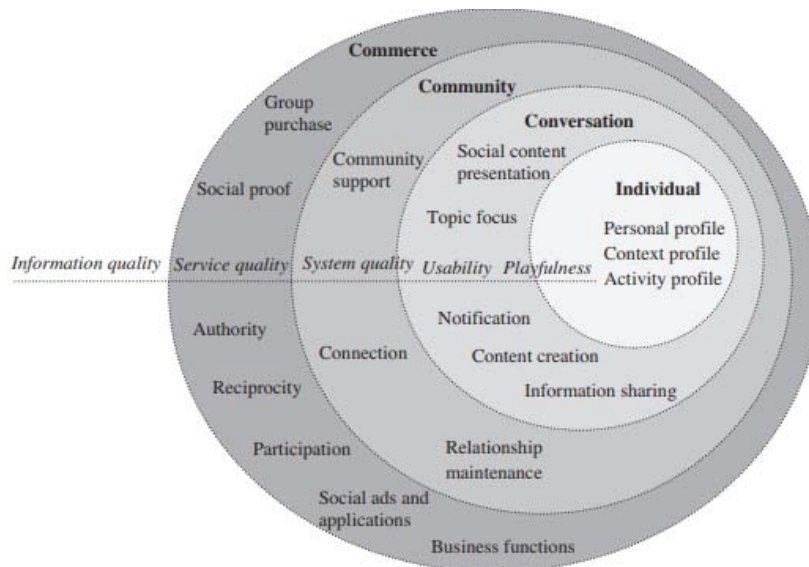 Commerce
Community
Group
purchase
Conversation
Social content
presentation
Community
support
Individual
Social proof
Topic focus
Personal profile
Context profile
Activity profile
Information quality Service quality System quality Usability Playfulness
Notification
Authority
Connection
Content creation
Reciprocity
Information sharing
Participation
Relationship
maintenance
Social ads and
applications
Business functions